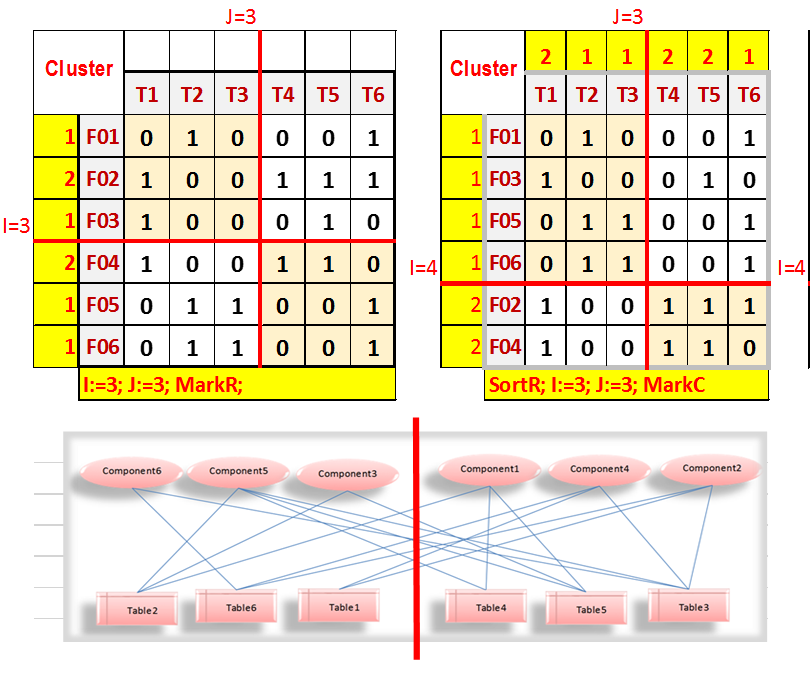 J=3
Cluster
T1 T2 T3 T4 T5 T6
1 F01 0 1 0 0 0 1
2 F02 1 0 0 1 1 1
1 F03 1 0 0 0 1 0
I=3
2 F04 1 0 0 1 1 0
1 F05 0 1 1 0 0 1
1 F06 0 1 1 0 0 1
I:=3; J:=3; MarkR;
J=3
2 1 1 2 2 1
Cluster
T1 T2 T3 T4 T5 T6
1 F01 0 1 0 0 0 1
1 F03 1 0 0 0 1 0
1 F05 0 1 1 0 0 1
1 F06 0 1 1 0 0 1
I=4
I=4
2 F02 1 0 0 1 1 1
2 F04 1 0 0 1 1 0
SortR; I:=3; J:=3; MarkC
Component6 Component5 Component3 Component1 Component4 Component2
Table2 Table6 Table1 Table4 Table5 Table3